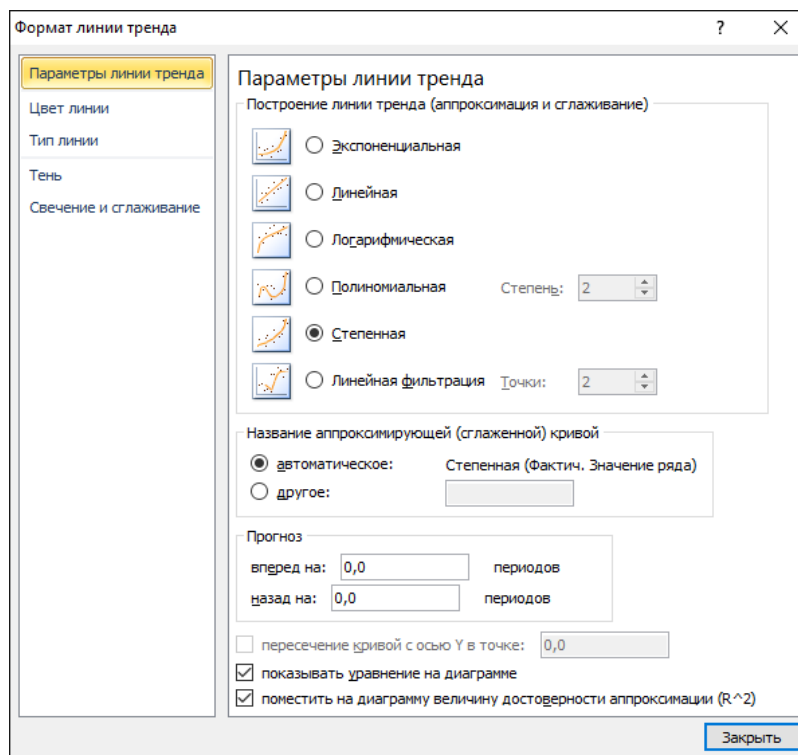 Формат линии тренда
?
Параметры линии тренда
Цвет линии
Тип линии
Тень
Свечение и сглаживание
Параметры линии тренда
Построение линии тренда (аппроксимация и сглаживание)
Экспоненциальная
Линейная
Логарифмическая
Полиномиальная Степень: 2
Степенная
Линейная фильтрация Точки: 2
Название аппроксимирующей (сглаженной) кривой
автоматическое: Степенная (Фактич. Значение ряда)
другое:
Прогноз
вперед на: 0,0 периодов
назад на: 0,0 периодов
пересечение кривой с осью Y в точке: 0,0
показывать уравнение на диаграмме
поместить на диаграмму величину достоверности аппроксимации (R^2)
Закрыть